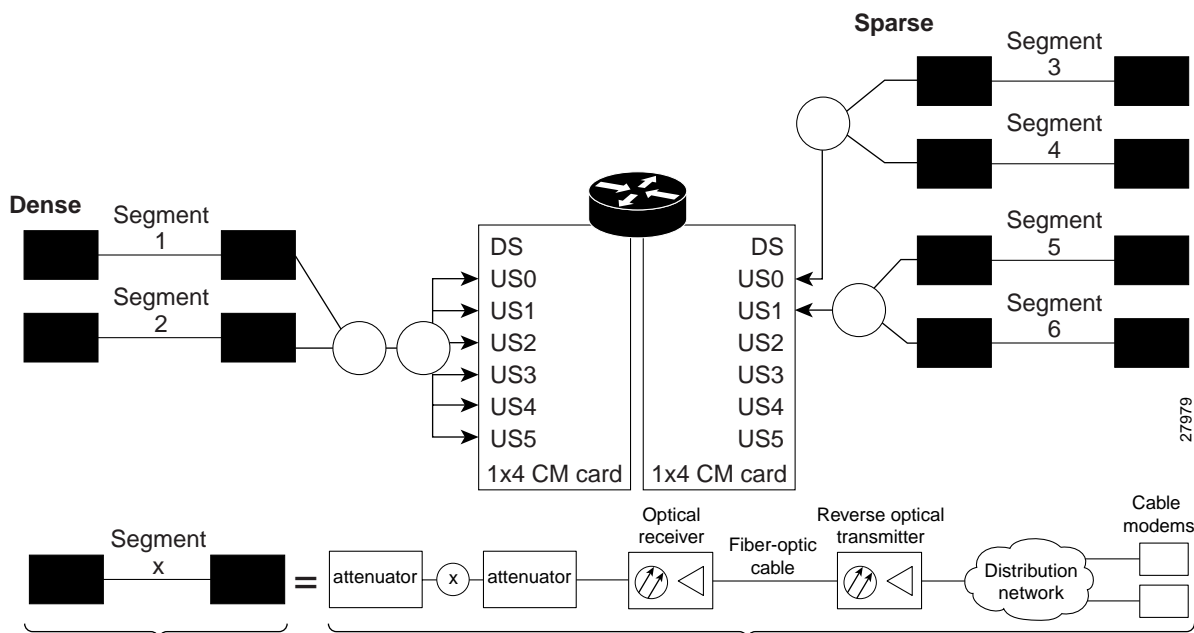 Sparse
Segment
3
Segment
4
Dense
Segment
1
Segment
2
Segment
5
Segment
6
DS
US0
US1
US2
US3
US4
US5
1x4 CM card
DS
US0
US1
US2
US3
US4
US5
1x4 CM card
27979
Segment
x
=
attenuator
x
attenuator
Optical
receiver
Fiber-optic
cable
Reverse optical
transmitter
Distribution
network
Cable
modems